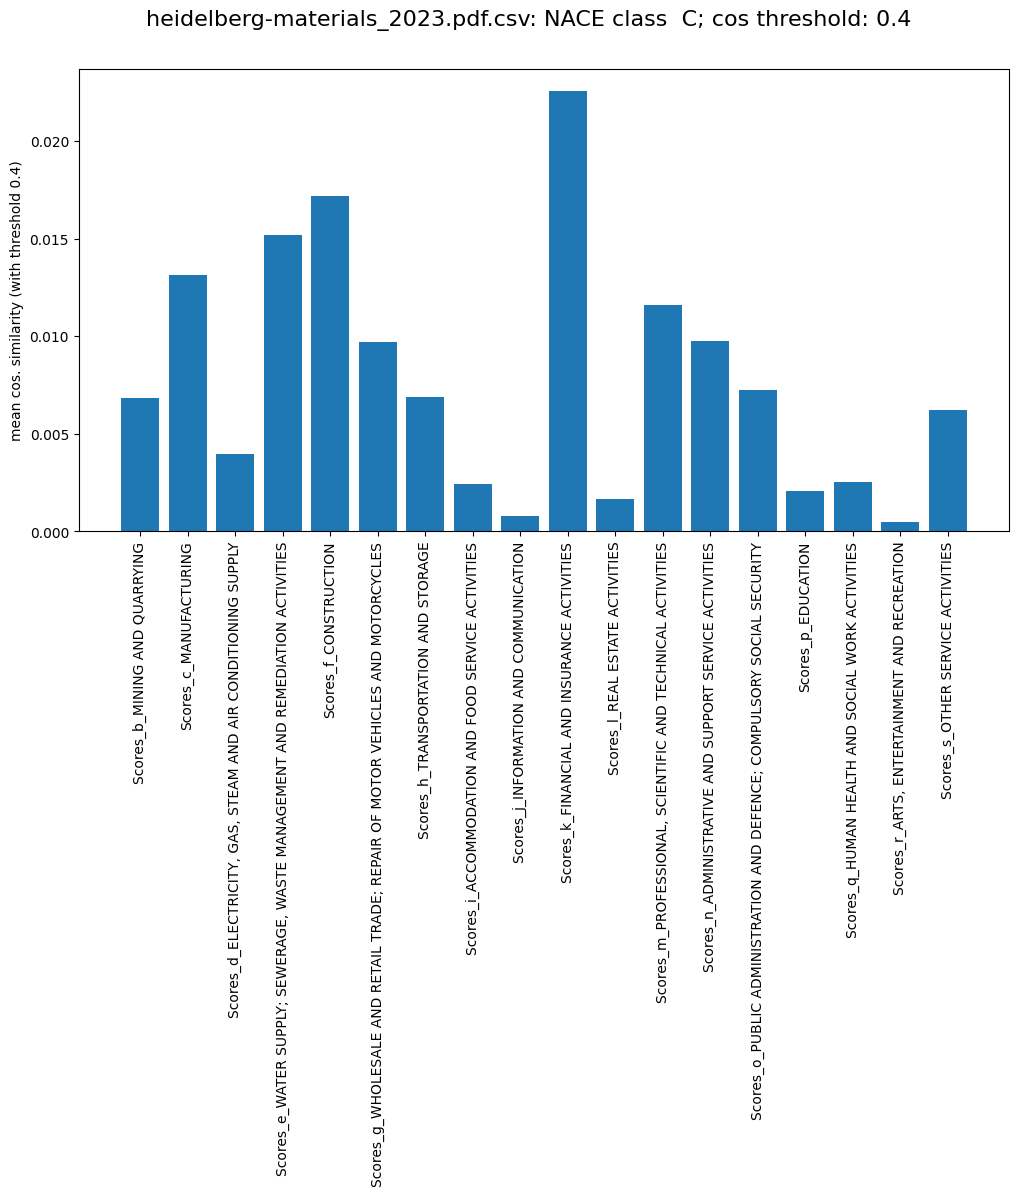 heidelberg-materials_2023.pdf.csv: NACE class  C; cos threshold: 0.4
mean cos. similarity (with threshold 0.4)
0.020
0.015
0.010
0.005
0.000
Scores_b_MINING AND QUARRYING
Scores_c_MANUFACTURING
Scores_d_ELECTRICITY, GAS, STEAM AND AIR CONDITIONING SUPPLY
Scores_e_WATER SUPPLY; SEWERAGE, WASTE MANAGEMENT AND REMEDIATION ACTIVITIES
Scores_f_CONSTRUCTION
Scores_g_WHOLESALE AND RETAIL TRADE; REPAIR OF MOTOR VEHICLES AND MOTORCYCLES
Scores_h_TRANSPORTATION AND STORAGE
Scores_i_ACCOMMODATION AND FOOD SERVICE ACTIVITIES
Scores_j_INFORMATION AND COMMUNICATION
Scores_k_FINANCIAL AND INSURANCE ACTIVITIES
Scores_l_REAL ESTATE ACTIVITIES
Scores_m_PROFESSIONAL, SCIENTIFIC AND TECHNICAL ACTIVITIES
Scores_n_ADMINISTRATIVE AND SUPPORT SERVICE ACTIVITIES
Scores_o_PUBLIC ADMINISTRATION AND DEFENCE; COMPULSORY SOCIAL SECURITY
Scores_p_EDUCATION
Scores_q_HUMAN HEALTH AND SOCIAL WORK ACTIVITIES
Scores_r_ARTS, ENTERTAINMENT AND RECREATION
Scores_s_OTHER SERVICE ACTIVITIES